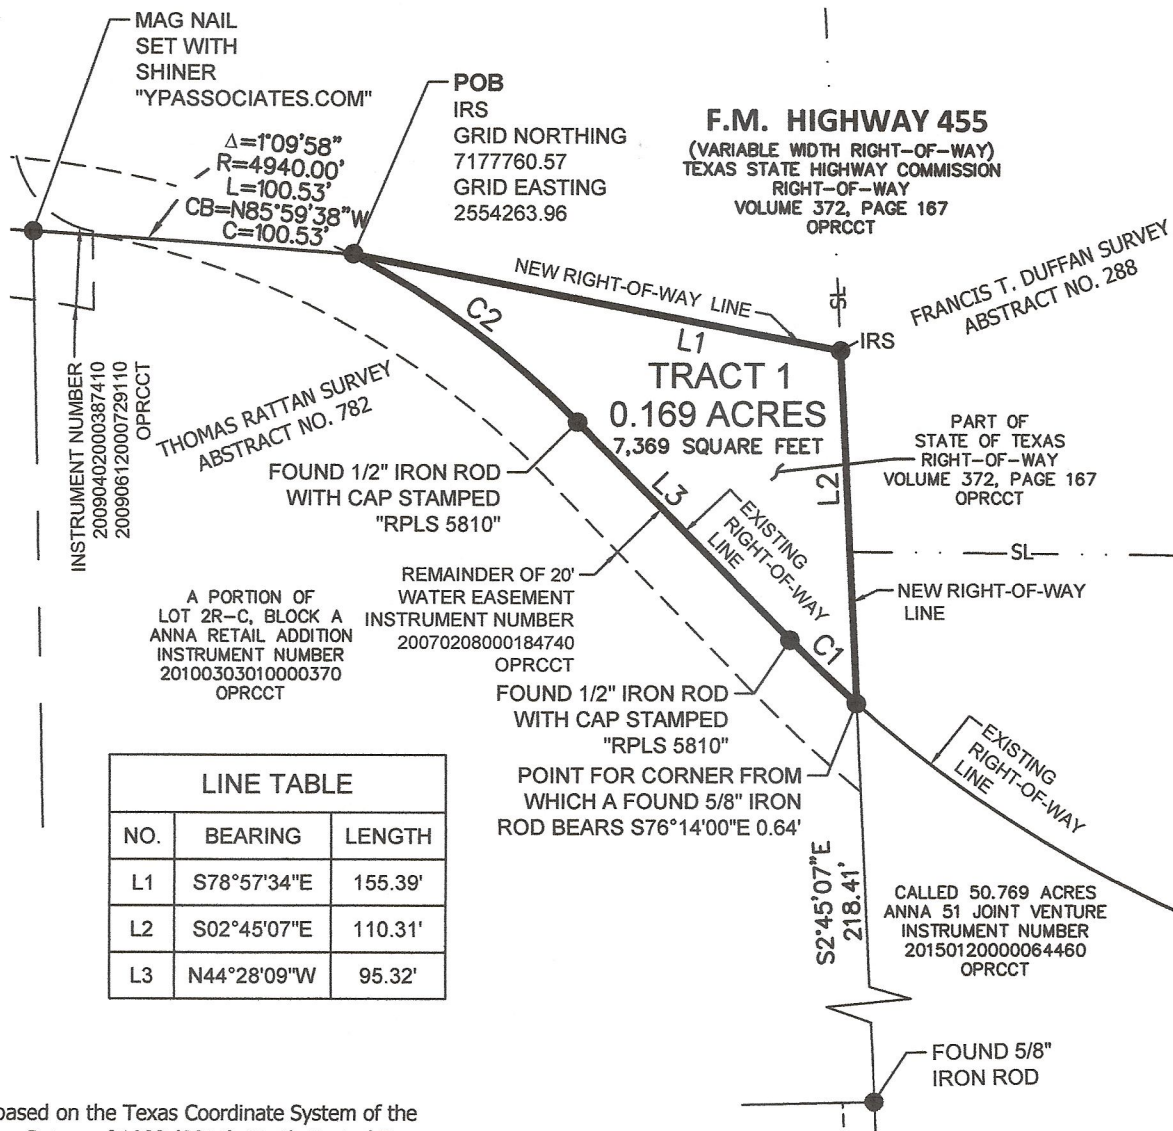 MAG NAIL
SET WITH
SHINER
"YPASSOCIATES.COM"
Δ=1°09'58"
R=4940.00'
L=100.53'
CB=N85°59'38"W
C=100.53'
POB
IRS
GRID NORTHING
7177760.57
GRID EASTING
2554263.96
F.M. HIGHWAY 455
(VARIABLE WIDTH RIGHT-OF-WAY)
TEXAS STATE HIGHWAY COMMISSION
RIGHT-OF-WAY
VOLUME 372, PAGE 167
OPRCCT
FRANCIS T. DUFFAN SURVEY
ABSTRACT NO. 288
SL
IRS
NEW RIGHT-OF-WAY LINE
L1
C2
TRACT 1
0.169 ACRES
7,369 SQUARE FEET
INSTRUMENT NUMBER
20090402000387410
20090612000729110
OPRCCT
THOMAS RATTAN SURVEY
ABSTRACT NO. 782
FOUND 1/2" IRON ROD
WITH CAP STAMPED
"RPLS 5810"
L3
EXISTING
RIGHT-OF-WAY
LINE
L2
PART OF
STATE OF TEXAS
RIGHT-OF-WAY
VOLUME 372, PAGE 167
OPRCCT
SL
NEW RIGHT-OF-WAY
LINE
REMAINDER OF 20'
WATER EASEMENT
INSTRUMENT NUMBER
20070208000184740
OPRCCT
A PORTION OF
LOT 2R-C, BLOCK A
ANNA RETAIL ADDITION
INSTRUMENT NUMBER
20100303010000370
OPRCCT
C1
FOUND 1/2" IRON ROD
WITH CAP STAMPED
"RPLS 5810"
POINT FOR CORNER FROM
WHICH A FOUND 5/8" IRON
ROD BEARS S76°14'00"E 0.64'
EXISTING
RIGHT-OF-WAY
LINE
S2°45'07"E
218.41'
CALLED 50.769 ACRES
ANNA 51 JOINT VENTURE
INSTRUMENT NUMBER
20150120000064460
OPRCCT
FOUND 5/8"
IRON ROD
LINE TABLE
NO. BEARING LENGTH
L1 S78°57'34"E 155.39'
L2 S02°45'07"E 110.31'
L3 N44°28'09"W 95.32'
based on the Texas Coordinate System of the